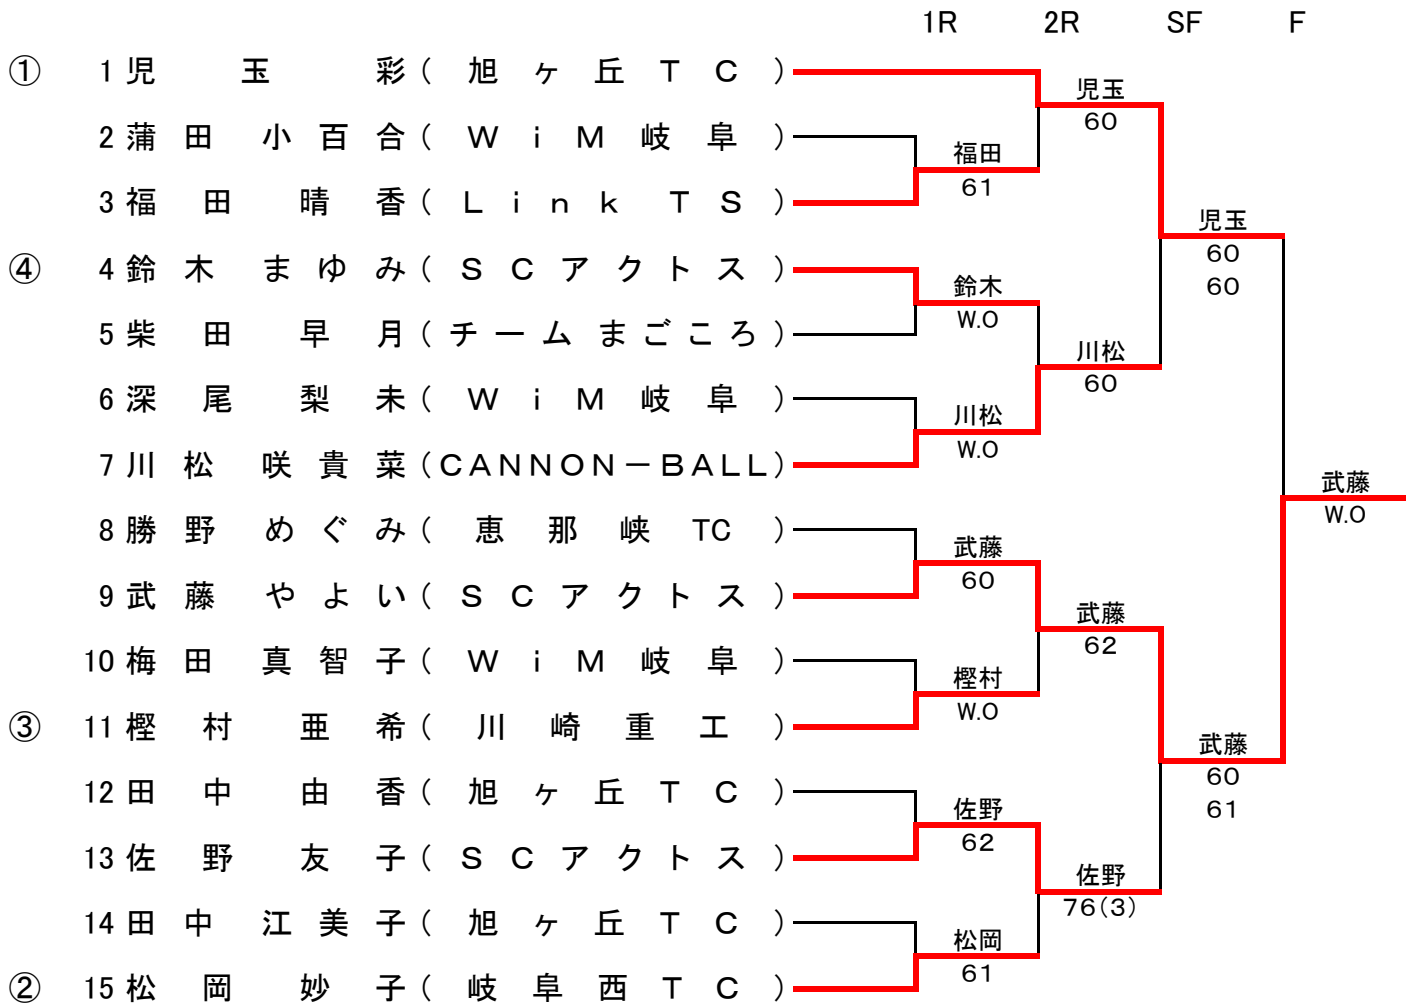 1R 2R SF F
① 1 児玉 彩 (旭ヶ丘TC)
児玉
60
2 蒲田 小百合 (WiM岐阜)
福田
61
3 福田 晴香 (Link TS)
児玉
60
60
④ 4 鈴木 まゆみ (SCアクトス)
鈴木
W.O
5 柴田 早月 (チームまごころ)
川松
60
6 深尾 梨未 (WiM岐阜)
川松
W.O
7 川松 咲貴菜 (CANNON－BALL)
武藤
W.O
8 勝野 めぐみ (恵那峡TC)
武藤
60
9 武藤 やよい (SCアクトス)
武藤
62
10 梅田 真智子 (WiM岐阜)
樫村
W.O
③ 11 樫村 亜希 (川崎重工)
武藤
60
61
12 田中 由香 (旭ヶ丘TC)
佐野
62
13 佐野 友子 (SCアクトス)
佐野
76(3)
14 田中 江美子 (旭ヶ丘TC)
松岡
61
② 15 松岡 妙子 (岐阜西TC)